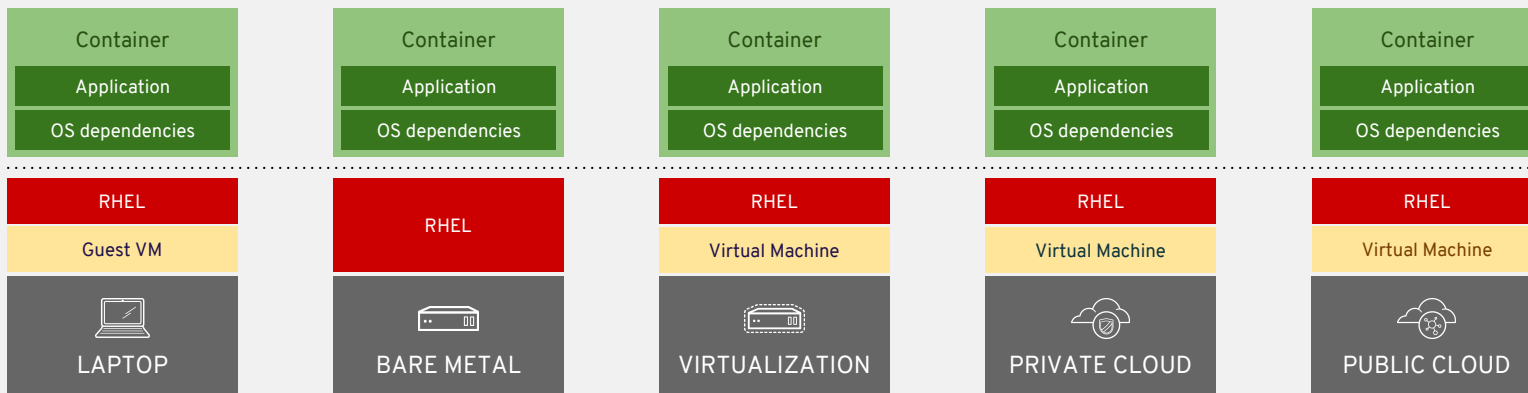 Container
Application
OS dependencies
RHEL
Guest VM
LAPTOP
Container
Application
OS dependencies
RHEL
BARE METAL
Container
Application
OS dependencies
RHEL
Virtual Machine
VIRTUALIZATION
Container
Application
OS dependencies
RHEL
Virtual Machine
PRIVATE CLOUD
Container
Application
OS dependencies
RHEL
Virtual Machine
PUBLIC CLOUD